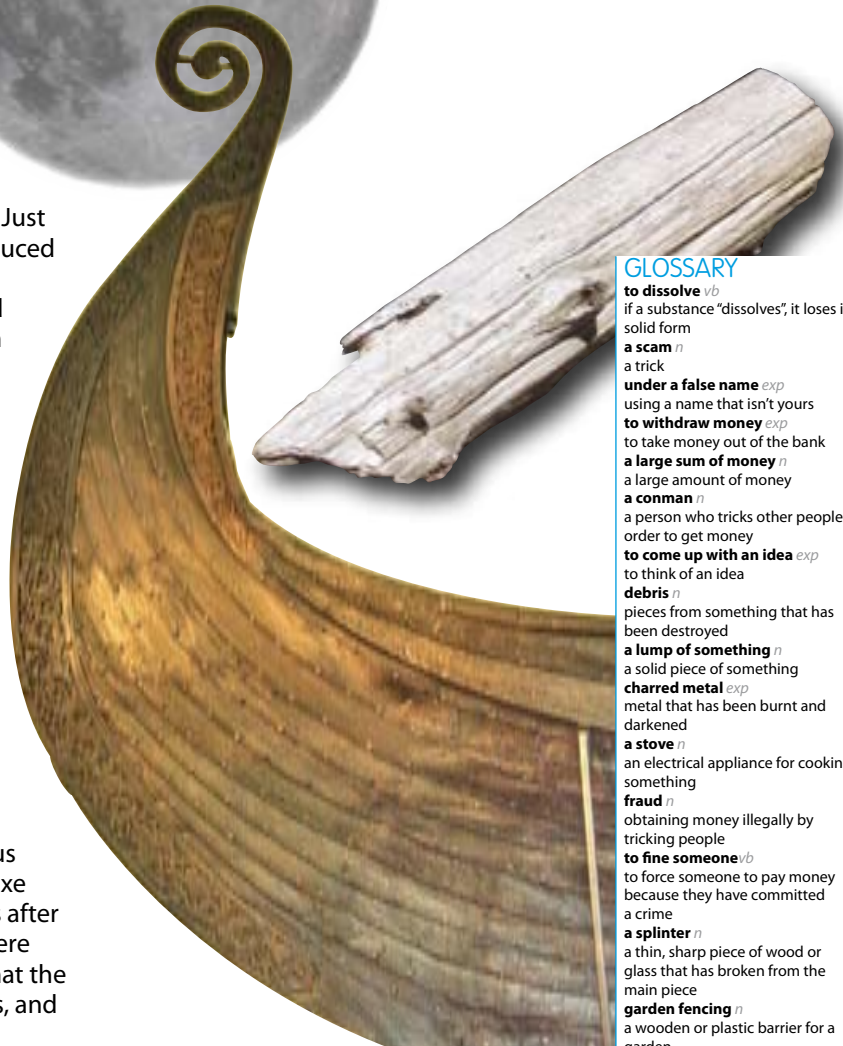 Just
uced
us
xe
after
ere
at the
s, and
GLOSSARY
to dissolve vb
if a substance "dissolves", it loses i
solid form
a scam n
a trick
under a false name exp
using a name that isn't yours
to withdraw money exp
to take money out of the bank
a large sum of money n
a large amount of money
a conman n
a person who tricks other people
order to get money
to come up with an idea exp
to think of an idea
debris n
pieces from something that has
been destroyed
a lump of something n
a solid piece of something
charred metal exp
metal that has been burnt and
darkened
a stove n
an electrical appliance for cookin
something
fraud n
obtaining money illegally by
tricking people
to fine someone vb
to force someone to pay money
because they have committed
a crime
a splinter n
a thin, sharp piece of wood or
glass that has broken from the
main piece
garden fencing n
a wooden or plastic barrier for a